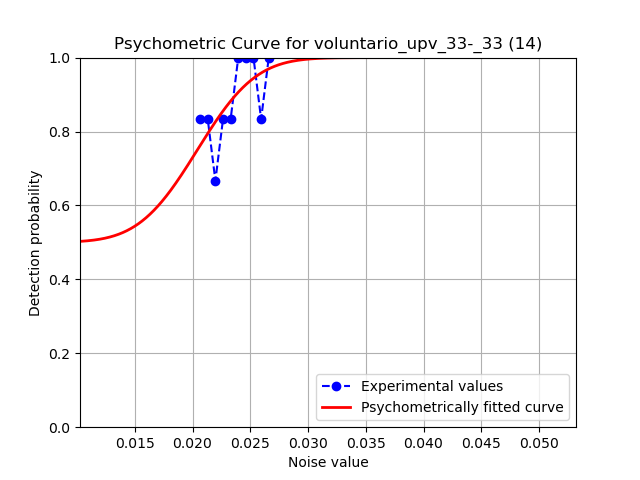 Psychometric Curve for voluntario_upv_33-_33 (14)
Detection probability
1.0
0.8
0.6
0.4
0.2
0.0
Experimental values
Psychometrically fitted curve
0.015 0.020 0.025 0.030 0.035 0.040 0.045 0.050
Noise value